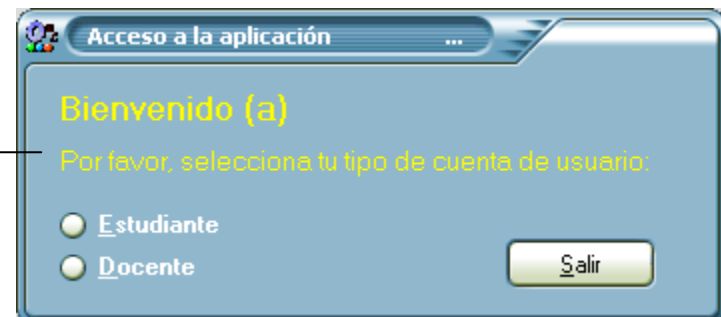 Acceso a la aplicación ...
Bienvenido (a)
Por favor, selecciona tu tipo de cuenta de usuario:
Estudiante
Docente
Salir